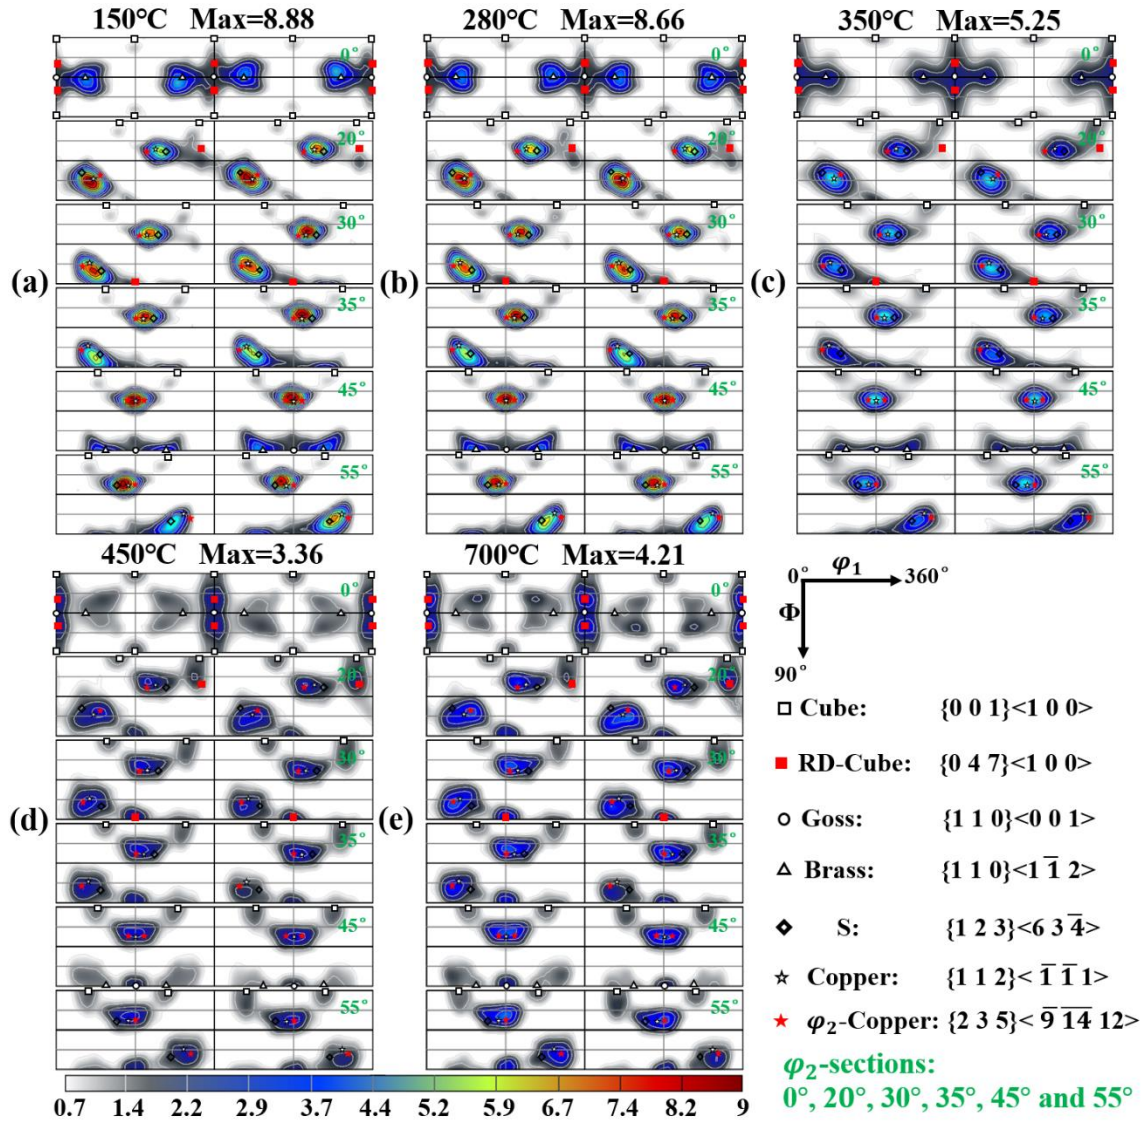 150°C Max=8.88
280°C Max=8.66
350°C Max=5.25
(a)
0°
20°
30°
35°
45°
55°
(b)
0°
20°
30°
35°
45°
55°
(c)
0°
20°
30°
35°
45°
55°
450°C Max=3.36
700°C Max=4.21
(d)
0°
20°
30°
35°
45°
55°
(e)
0°
20°
30°
35°
45°
55°
0° φ₁ 360°
Φ
90°
Cube: {0 0 1}<1 0 0>
RD-Cube: {0 4 7}<1 0 0>
Goss: {1 1 0}<0 0 1>
Brass: {1 1 0}<1 1̅ 2>
S: {1 2 3}<6 3 4̅>
Copper: {1 1 2}< 1̅ 1̅ 1>
φ₂-Copper: {2 3 5}< 9̅ 1̅4̅ 12>
φ₂-sections:
0°, 20°, 30°, 35°, 45° and 55°
0.7 1.4 2.2 2.9 3.7 4.4 5.2 5.9 6.7 7.4 8.2 9